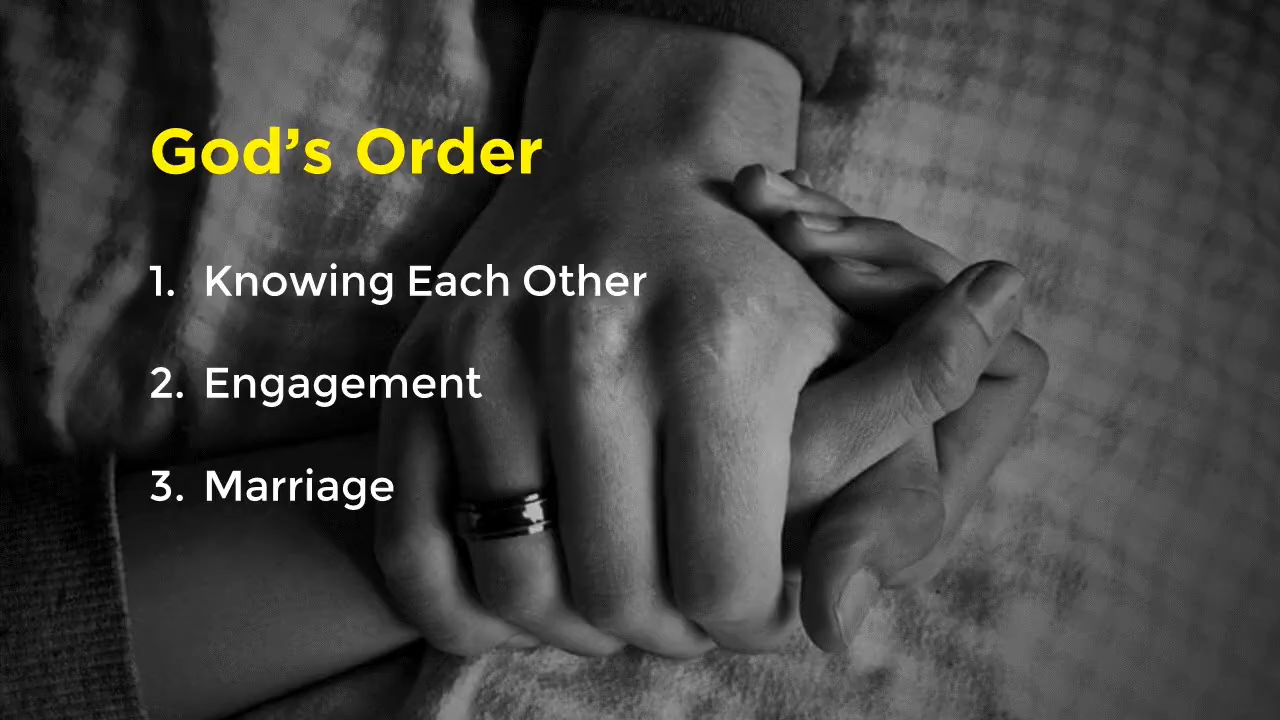 God’s Order
1. Knowing Each Other
2. Engagement
3. Marriage